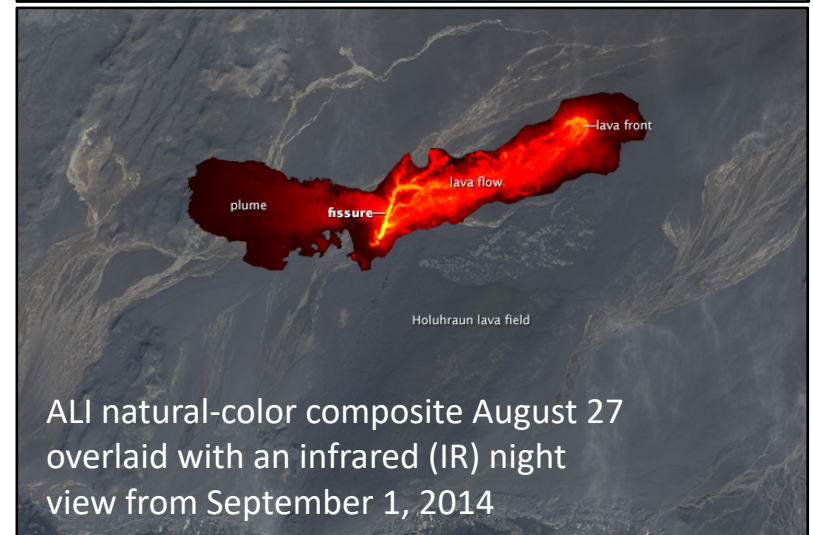 lava front
lava flow
plume
fissure
Holuhraun lava field
ALI natural-color composite August 27
overlaid with an infrared (IR) night
view from September 1, 2014